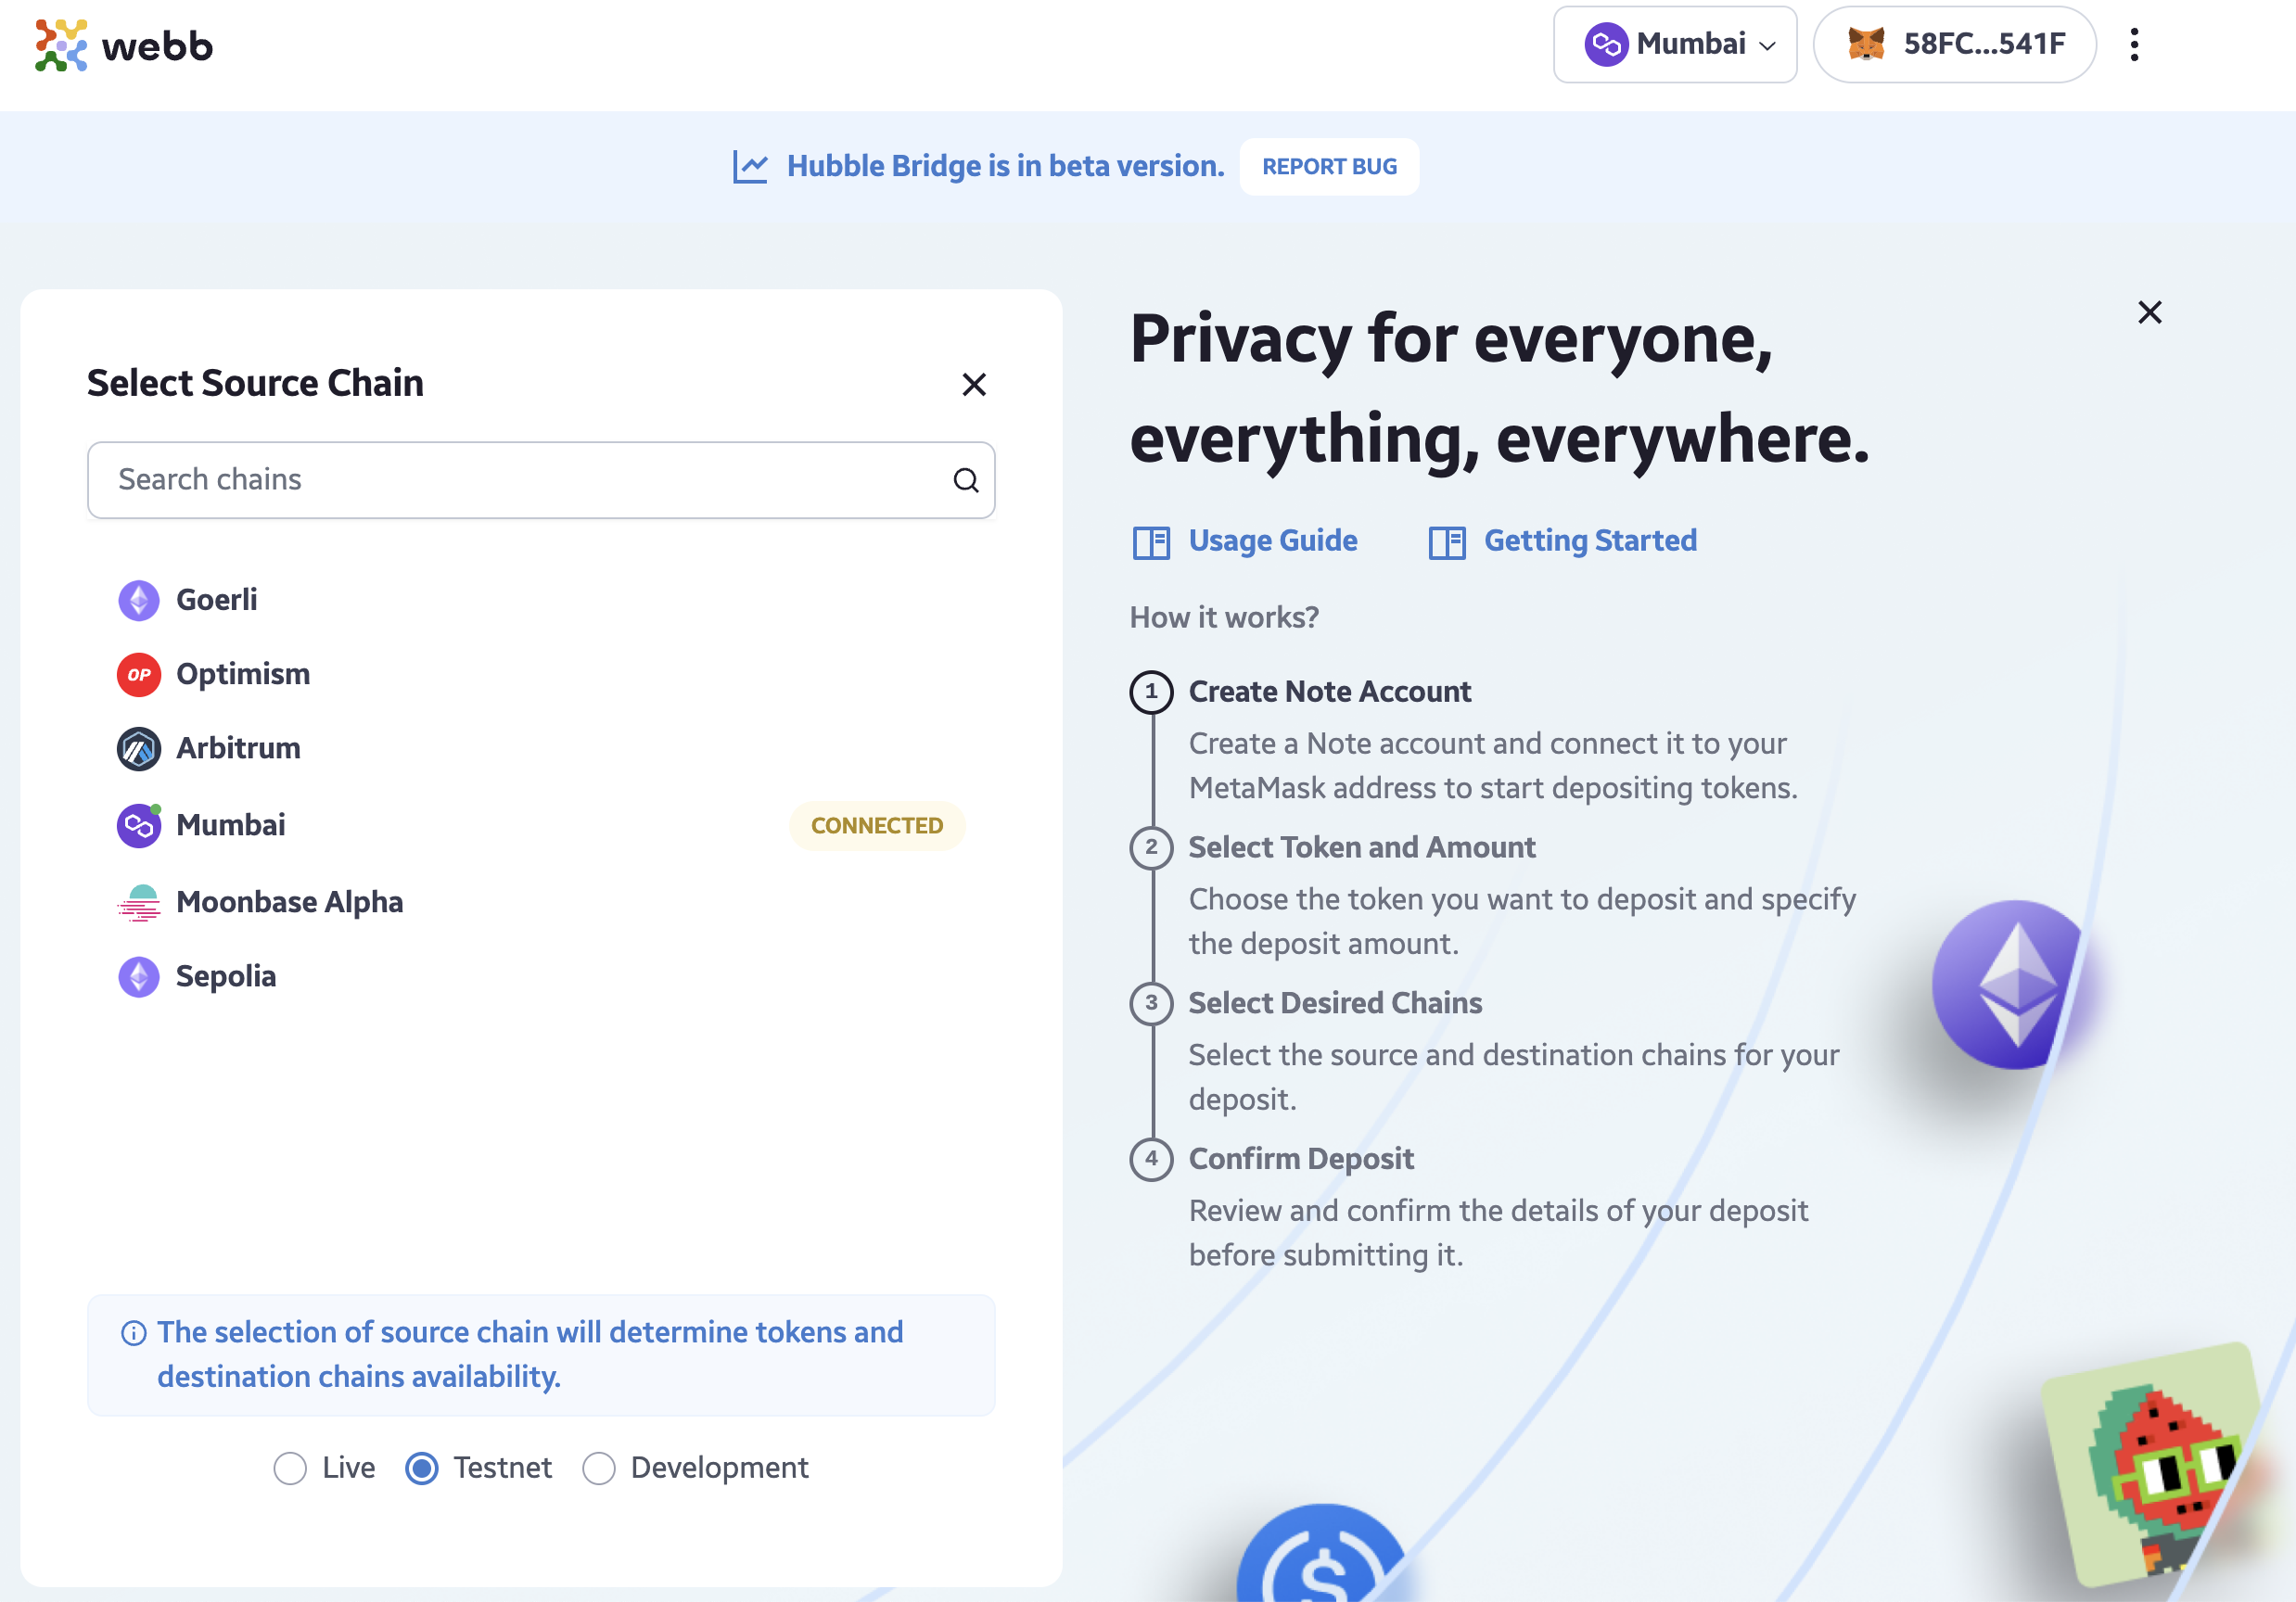 webb
Mumbai
58FC...541F
Hubble Bridge is in beta version.
REPORT BUG
Select Source Chain
Search chains
Goerli
OP
Optimism
Arbitrum
Mumbai
CONNECTED
Moonbase Alpha
Sepolia
The selection of source chain will determine tokens and
destination chains availability.
Live
Testnet
Development
Privacy for everyone,
everything, everywhere.
Usage Guide
Getting Started
How it works?
1
Create Note Account
Create a Note account and connect it to your
MetaMask address to start depositing tokens.
2
Select Token and Amount
Choose the token you want to deposit and specify
the deposit amount.
3
Select Desired Chains
Select the source and destination chains for your
deposit.
4
Confirm Deposit
Review and confirm the details of your deposit
before submitting it.
$